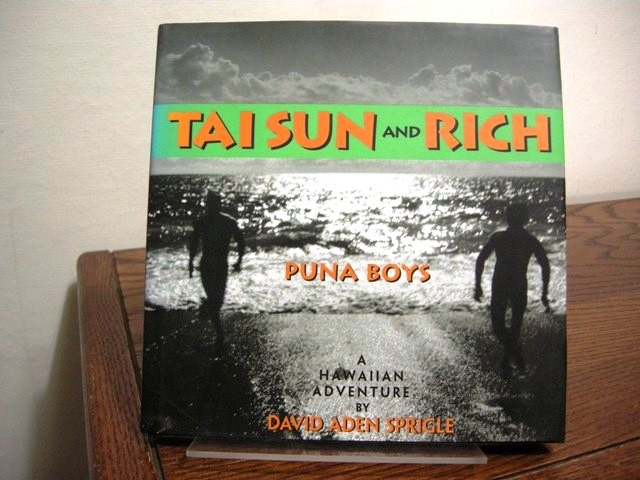 TAI SUN AND RICH
PUNA BOYS
A
HAWAIIAN
ADVENTURE
BY
DAVID ADEN SPRIGLE